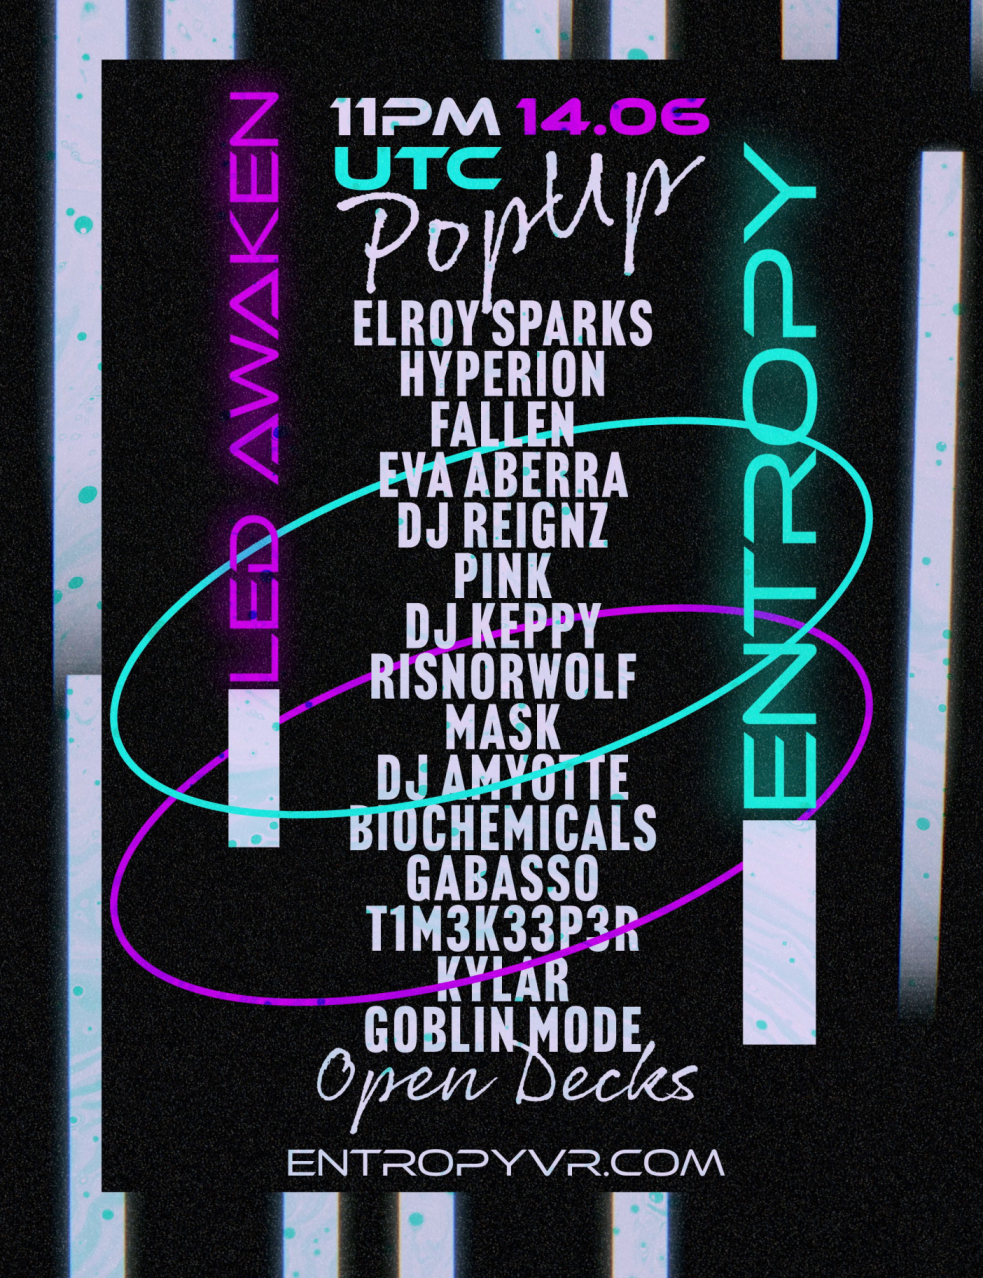 11PM 14.06
UTC
PopUp
LED AWAKEN
ENTROPY
ELROY SPARKS
HYPERION
FALLEN
EVA ABERRA
DJ REIGNZ
PINK
DJ KEPPY
RISNORWOLF
MASK
DJ AMYOTTE
BIOCHEMICALS
GABASSO
T1M3K33P3R
KYLAR
GOBLIN MODE
Open Decks
ENTROPYVR.COM